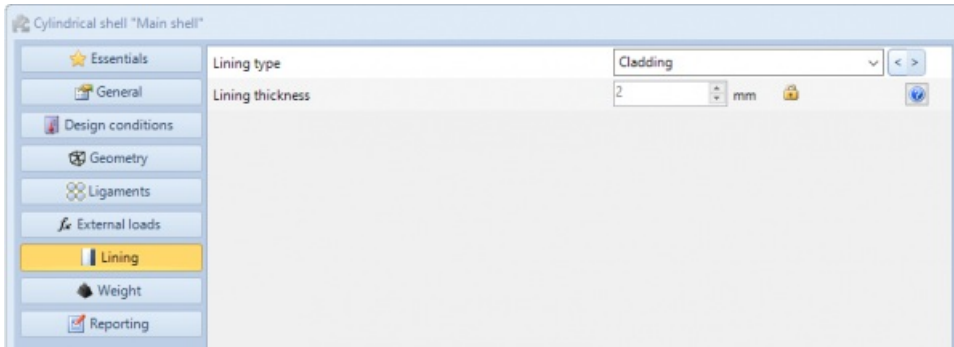 Cylindrical shell "Main shell"
Essentials
General
Design conditions
Geometry
Ligaments
fx External loads
Lining
Weight
Reporting
Lining type Cladding < >
Lining thickness 2 mm